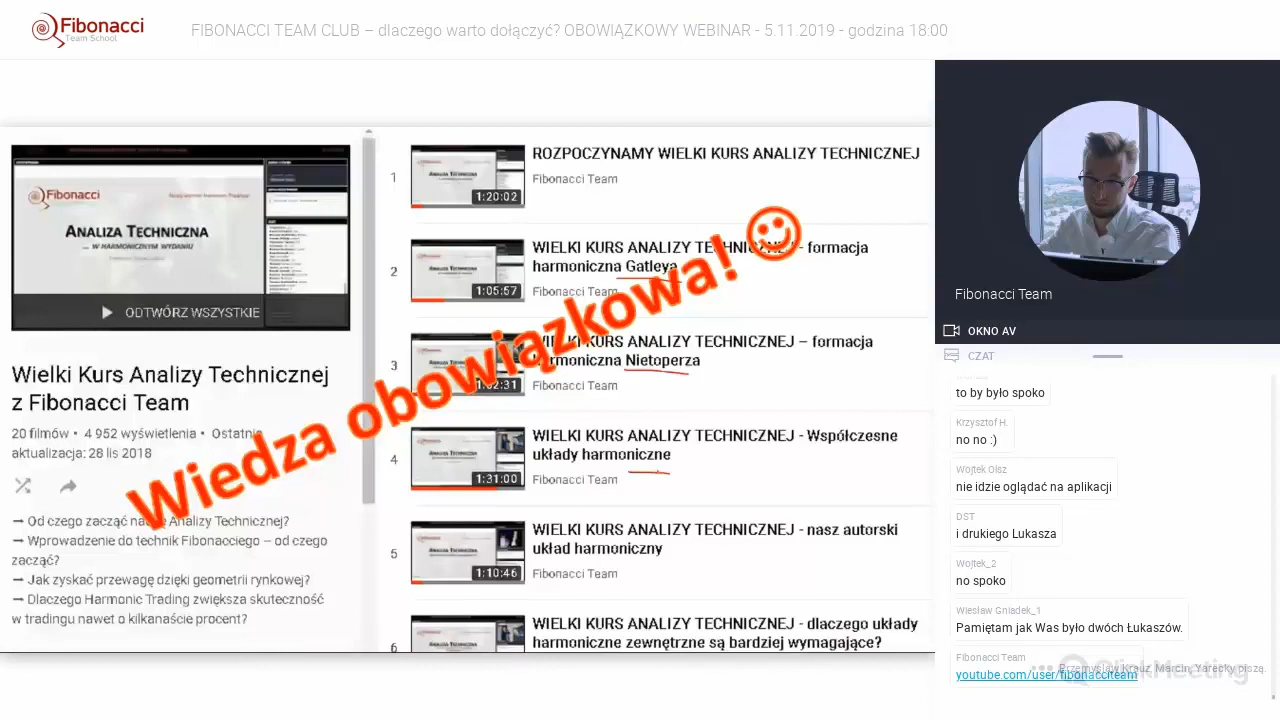 Fibonacci
Team School
FIBONACCI TEAM CLUB – dlaczego warto dołączyć? OBOWIĄZKOWY WEBINAR - 5.11.2019 - godzina 18:00
Fibonacci
ANALIZA TECHNICZNA
... W HARMONICZNYM WYDANIU
ODTWÓRZ WSZYSTKIE
Wielki Kurs Analizy Technicznej
z Fibonacci Team
20 filmów • 4 952 wyświetlenia • Ostatnia
aktualizacja: 28 lis 2018
→ Od czego zacząć naukę Analizy Technicznej?
→ Wprowadzenie do technik Fibonacciego – od czego
zacząć?
→ Jak zyskać przewagę dzięki geometrii rynkowej?
→ Dlaczego Harmonic Trading zwiększa skuteczność
w tradingu nawet o kilkanaście procent?
Wiedza obowiązkowa!
1
1:20:02
ROZPOCZYNAMY WIELKI KURS ANALIZY TECHNICZNEJ
Fibonacci Team
2
1:05:57
WIELKI KURS ANALIZY TECHNICZNEJ - formacja
harmoniczna Gatleya
Fibonacci Team
3
WIELKI KURS ANALIZY TECHNICZNEJ – formacja
harmoniczna Nietoperza
Fibonacci Team
4
1:31:00
WIELKI KURS ANALIZY TECHNICZNEJ - Współczesne
układy harmoniczne
Fibonacci Team
5
1:10:46
WIELKI KURS ANALIZY TECHNICZNEJ - nasz autorski
układ harmoniczny
Fibonacci Team
6
WIELKI KURS ANALIZY TECHNICZNEJ - dlaczego układy
harmoniczne zewnętrzne są bardziej wymagające?
Fibonacci Team
OKNO AV
CZAT
to by było spoko
Krzysztof H.
no no :)
Wojtek Olsz
nie idzie oglądać na aplikacji
DST
i drukiego Lukasza
Wojtek_2
no spoko
Wiesław Gniadek_1
Pamiętam jak Was było dwóch Łukaszów.
Fibonacci Team
youtube.com/user/fibonacciteam
Przemysław Kreuz, Marcin, Yarecky piszą.
ClickMeeting